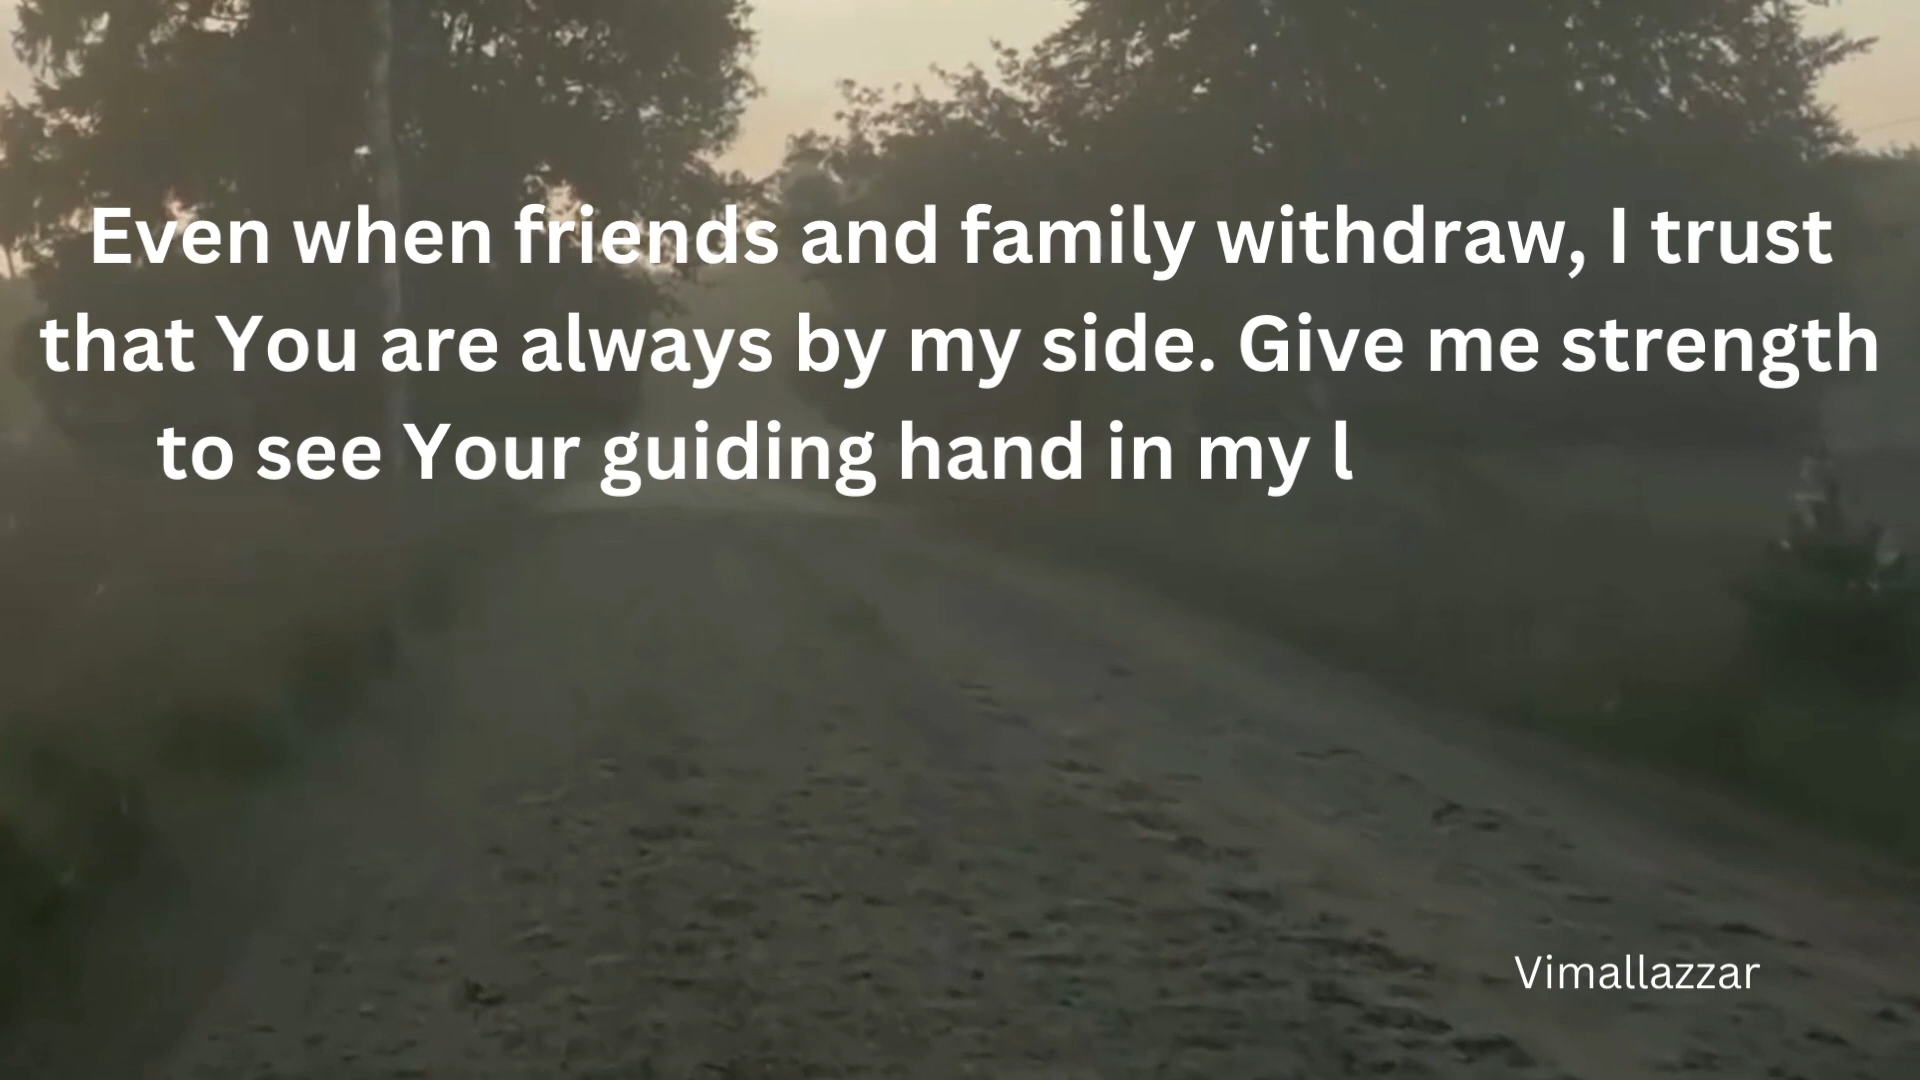 Even when friends and family withdraw, I trust
that You are always by my side. Give me strength
to see Your guiding hand in my l
Vimallazzar